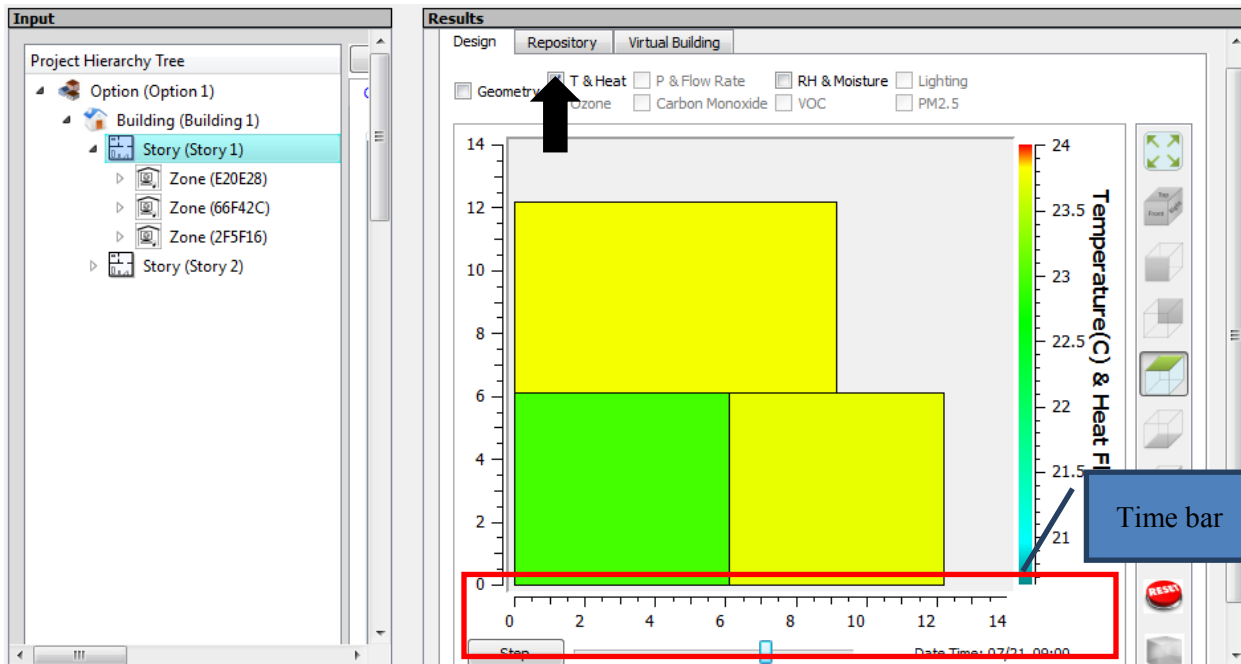 Input
Project Hierarchy Tree
Option (Option 1)
Building (Building 1)
Story (Story 1)
Zone (E20E28)
Zone (66F42C)
Zone (2F5F16)
Story (Story 2)
Results
Design Repository Virtual Building
Geometry T & Heat P & Flow Rate RH & Moisture Lighting
Ozone Carbon Monoxide VOC PM2.5
14
12
10
8
6
4
2
0
0 2 4 6 8 10 12 14
24
23.5
23
22.5
22
21.5
21
Temperature(C) & Heat
Time bar
RESET
Top
Front Right
Step Date Time: 07/21 09:00